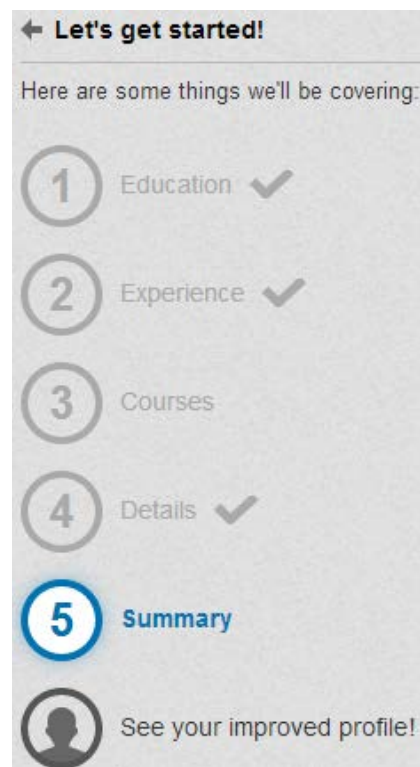 Let's get started!
Here are some things we'll be covering:
1 Education
2 Experience
3 Courses
4 Details
5 Summary
See your improved profile!